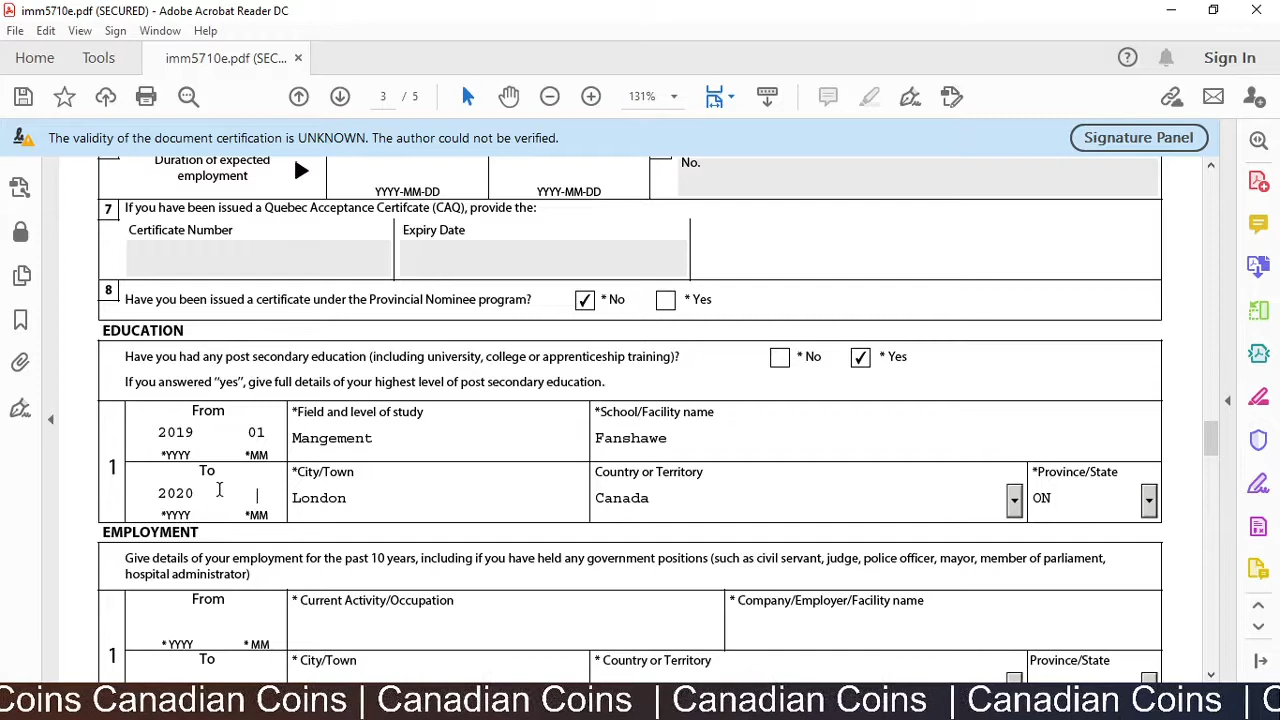 imm5710e.pdf (SECURED) - Adobe Acrobat Reader DC
File Edit View Sign Window Help
Home Tools imm5710e.pdf (SEC... × Sign In
3 / 5 131%
The validity of the document certification is UNKNOWN. The author could not be verified. Signature Panel
Duration of expected
employment
No.
YYYY-MM-DD YYYY-MM-DD
7 If you have been issued a Quebec Acceptance Certifcate (CAQ), provide the:
Certificate Number Expiry Date
8 Have you been issued a certificate under the Provincial Nominee program? ✓ * No * Yes
EDUCATION
Have you had any post secondary education (including university, college or apprenticeship training)? * No ✓ * Yes
If you answered “yes”, give full details of your highest level of post secondary education.
1
From *Field and level of study *School/Facility name
2019 01 Mangement Fanshawe
*YYYY *MM
To *City/Town Country or Territory *Province/State
2020 London Canada ON
*YYYY *MM
EMPLOYMENT
Give details of your employment for the past 10 years, including if you have held any government positions (such as civil servant, judge, police officer, mayor, member of parliament,
hospital administrator)
1
From * Current Activity/Occupation * Company/Employer/Facility name
* YYYY * MM
To * City/Town * Country or Territory Province/State
Coins Canadian Coins | Canadian Coins | Canadian Coins | C